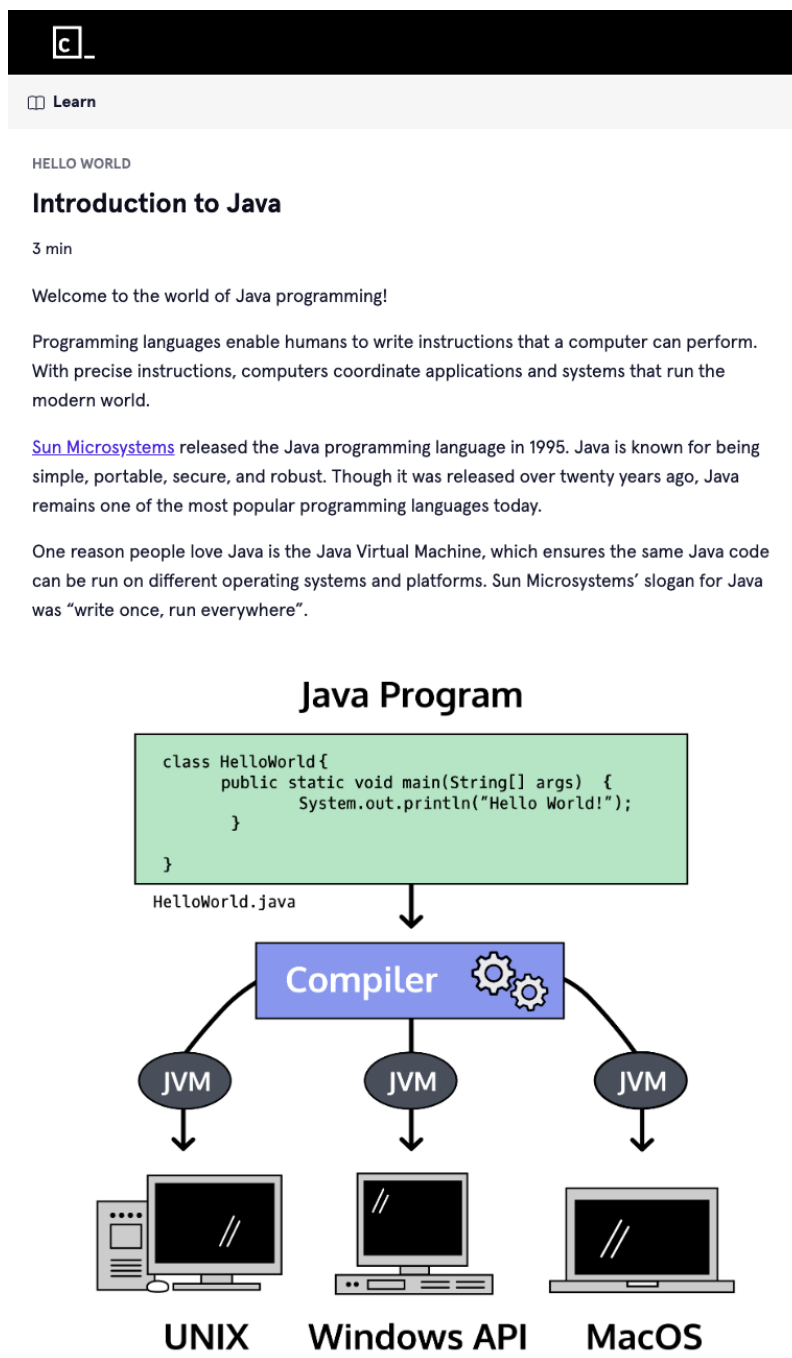 c_
Learn
HELLO WORLD
Introduction to Java
3 min
Welcome to the world of Java programming!
Programming languages enable humans to write instructions that a computer can perform.
With precise instructions, computers coordinate applications and systems that run the
modern world.
Sun Microsystems released the Java programming language in 1995. Java is known for being
simple, portable, secure, and robust. Though it was released over twenty years ago, Java
remains one of the most popular programming languages today.
One reason people love Java is the Java Virtual Machine, which ensures the same Java code
can be run on different operating systems and platforms. Sun Microsystems’ slogan for Java
was “write once, run everywhere”.
Java Program
class HelloWorld{
public static void main(String[] args) {
System.out.println(”Hello World!”);
}
}
HelloWorld.java
Compiler
JVM JVM JVM
UNIX Windows API MacOS